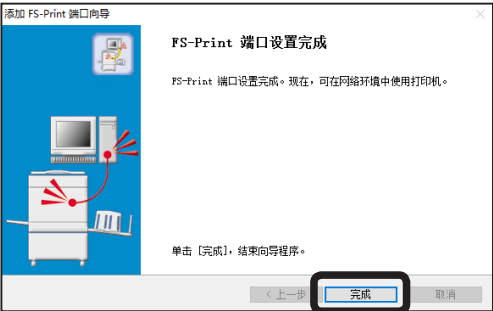 添加 FS-Print 端口向导
FS-Print 端口设置完成
FS-Print 端口设置完成。现在，可在网络环境中使用打印机。
单击 [完成]，结束向导程序。
< 上一步
完成
取消